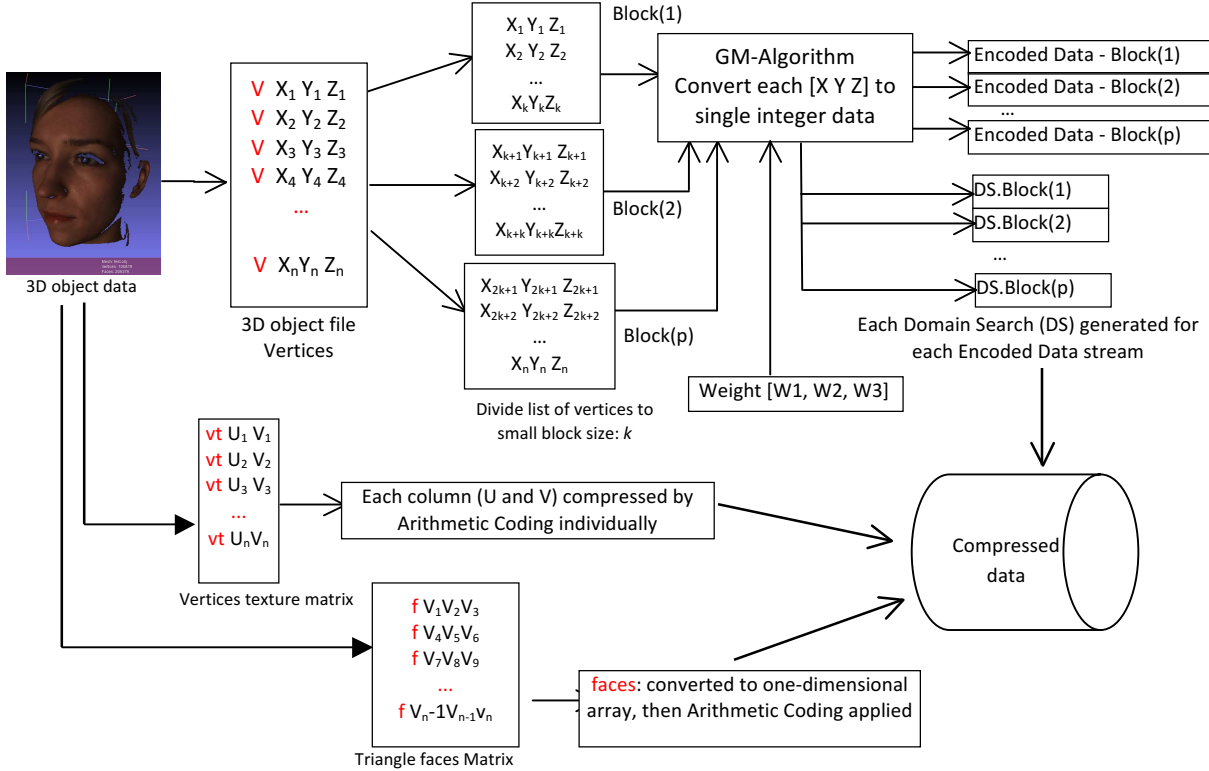 3D object data
V X₁ Y₁ Z₁
V X₂ Y₂ Z₂
V X₃ Y₃ Z₃
V X₄ Y₄ Z₄
...
V XₙYₙ Zₙ
3D object file
Vertices
X₁ Y₁ Z₁
X₂ Y₂ Z₂
...
XₖYₖZₖ
Block(1)
Xₖ₊₁Yₖ₊₁ Zₖ₊₁
Xₖ₊₂ Yₖ₊₂ Zₖ₊₂
...
Xₖ₊ₖYₖ₊ₖZₖ₊ₖ
Block(2)
X₂ₖ₊₁ Y₂ₖ₊₁ Z₂ₖ₊₁
X₂ₖ₊₂ Y₂ₖ₊₂ Z₂ₖ₊₂
...
XₙYₙ Zₙ
Block(p)
Divide list of vertices to
small block size: k
GM-Algorithm
Convert each [X Y Z] to
single integer data
Weight [W1, W2, W3]
Encoded Data - Block(1)
Encoded Data - Block(2)
...
Encoded Data - Block(p)
DS.Block(1)
DS.Block(2)
...
DS.Block(p)
Each Domain Search (DS) generated for
each Encoded Data stream
vt U₁ V₁
vt U₂ V₂
vt U₃ V₃
...
vt UₙVₙ
Vertices texture matrix
Each column (U and V) compressed by
Arithmetic Coding individually
Compressed
data
f V₁V₂V₃
f V₄V₅V₆
f V₇V₈V₉
...
f Vₙ-1Vₙ₋₁vₙ
Triangle faces Matrix
faces: converted to one-dimensional
array, then Arithmetic Coding applied